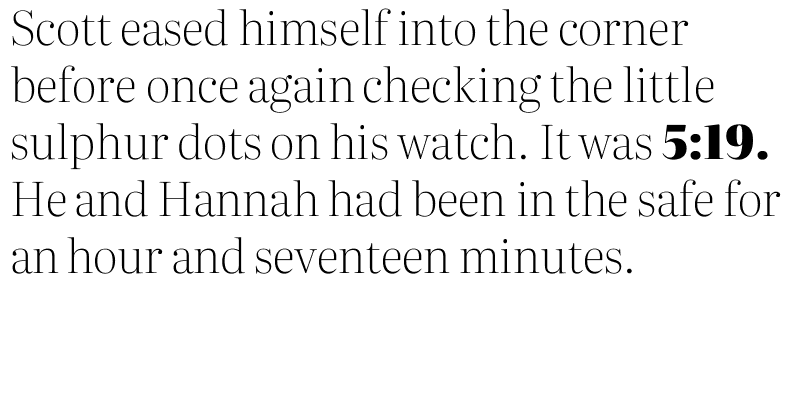 Scott eased himself into the corner
before once again checking the little
sulphur dots on his watch. It was 5:19.
He and Hannah had been in the safe for
an hour and seventeen minutes.